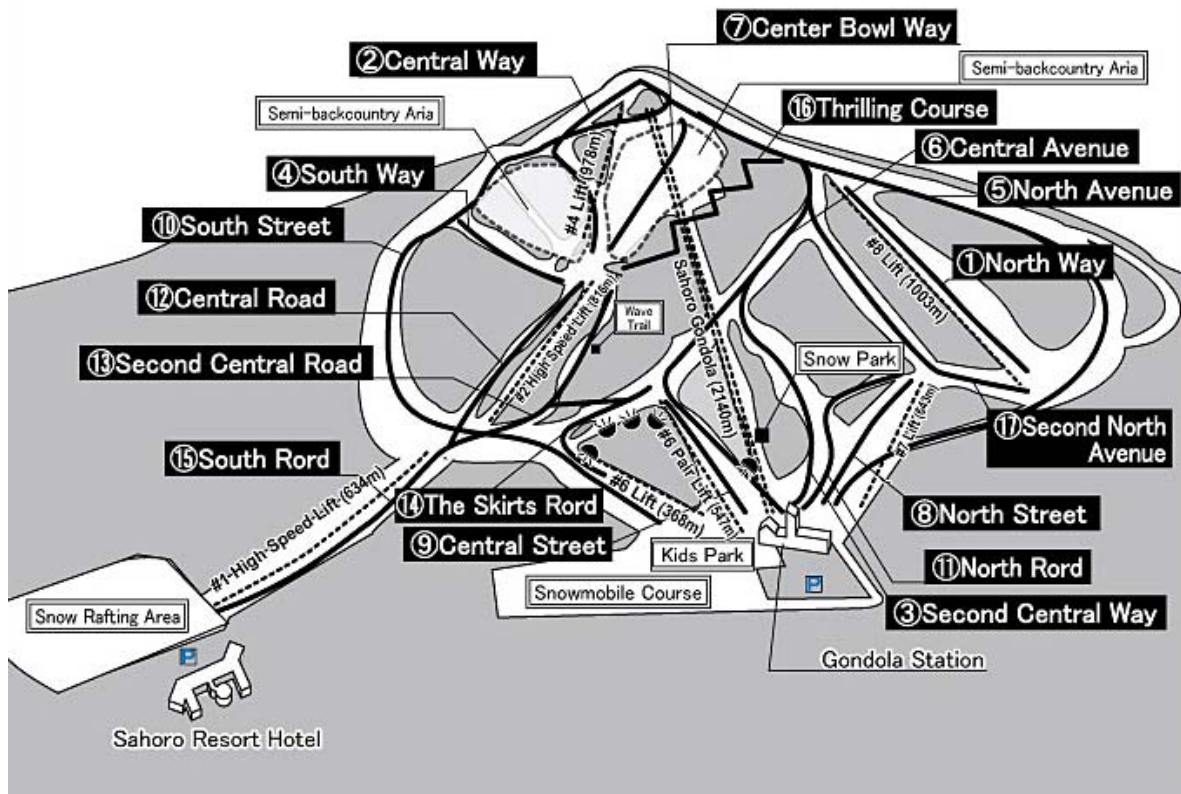 ⑦Center Bowl Way
②Central Way
Semi-backcountry Aria
Semi-backcountry Aria
⑯Thrilling Course
⑥Central Avenue
④South Way
⑤North Avenue
#4 Lift (978m)
⑩South Street
①North Way
#8 Lift (1003m)
Sahoro Gondola (2140m)
⑫Central Road
#2 High Speed Lift (816m)
Wave
Trail
⑬Second Central Road
Snow Park
⑰Second North
Avenue
#7 Lift (643m)
⑮South Rord
#1 High Speed Lift (634m)
⑭The Skirts Rord
#6 Lift (368m)
#6 Pair Lift (547m)
⑧North Street
⑨Central Street
Kids Park
⑪North Rord
Snowmobile Course
P
③Second Central Way
Snow Rafting Area
P
Gondola Station
Sahoro Resort Hotel